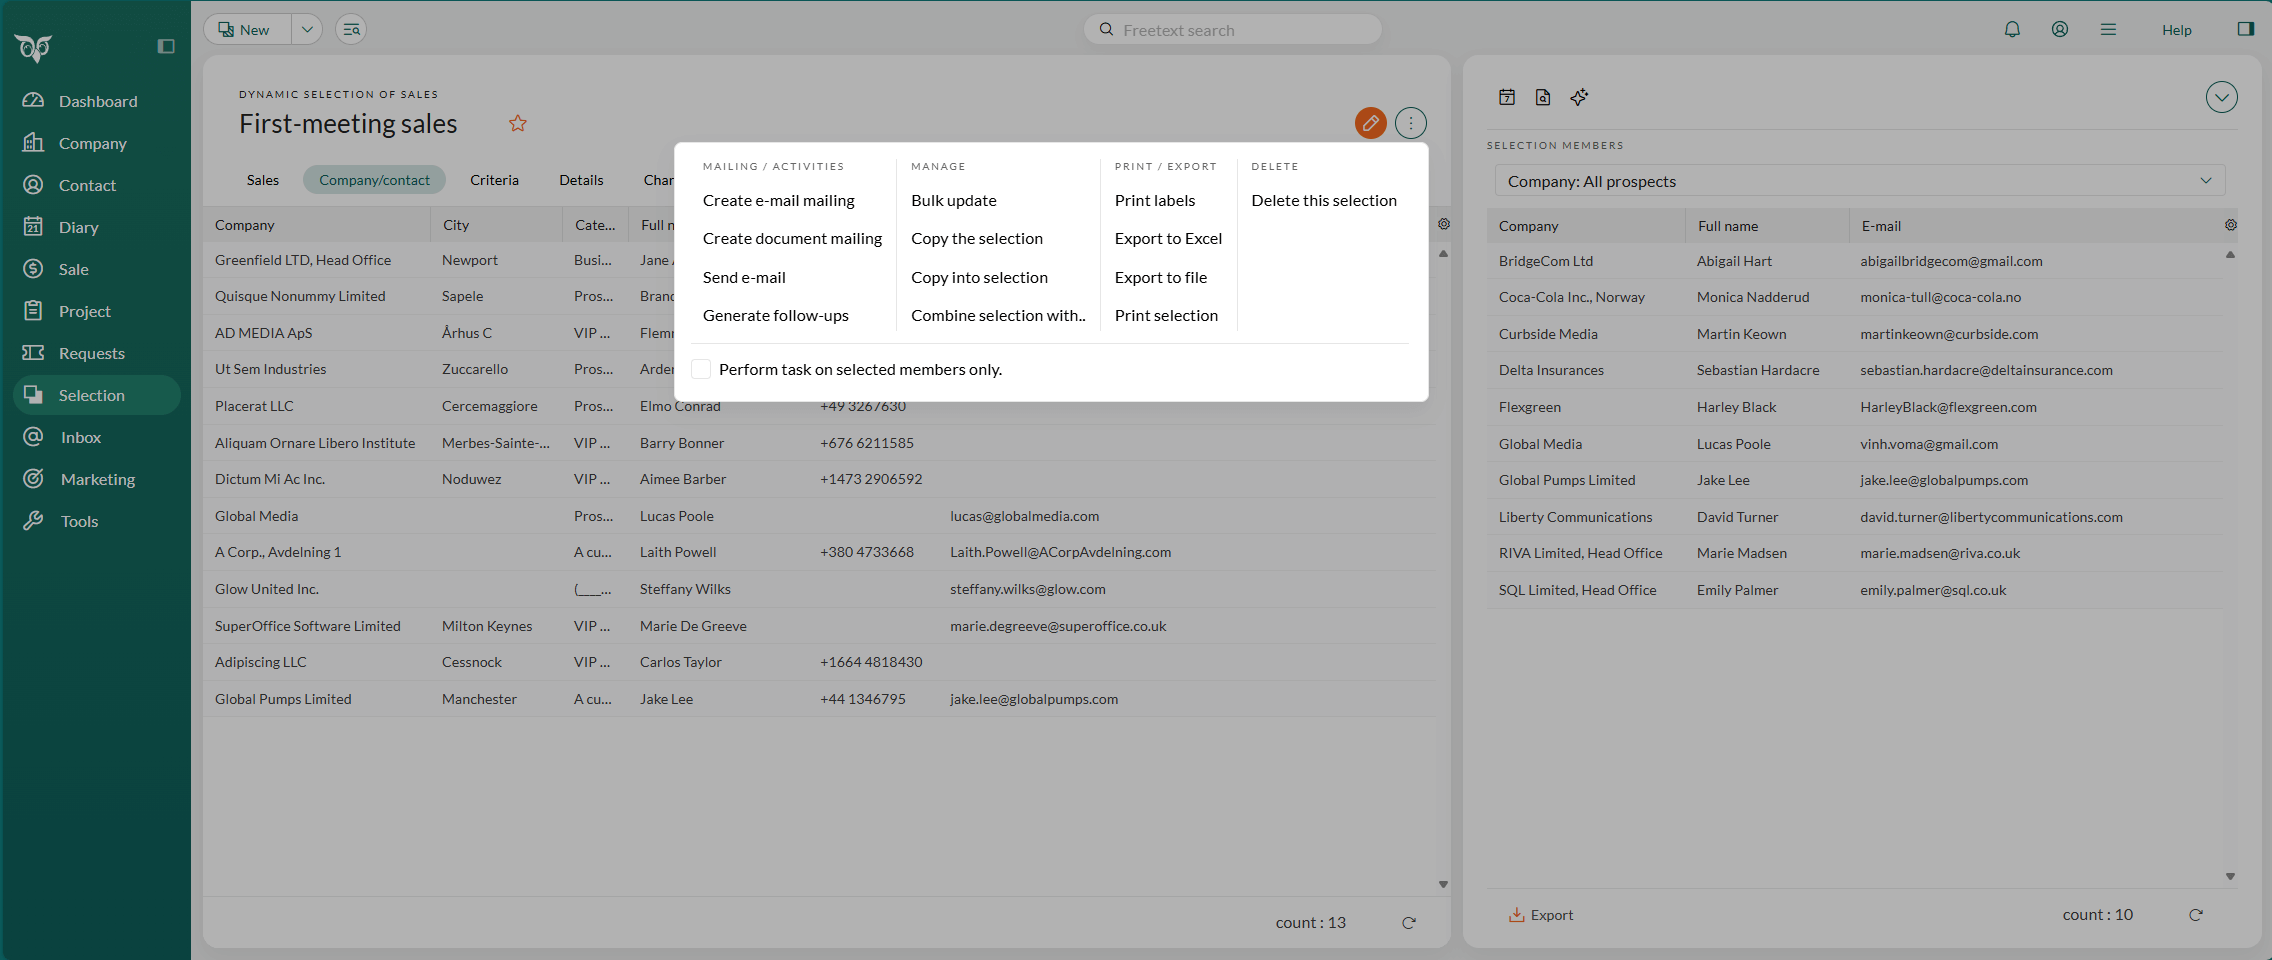 New
Freetext search
Help
Dashboard
Company
Contact
Diary
21
Sale
Project
Requests
Selection
Inbox
Marketing
Tools
DYNAMIC SELECTION OF SALES
First-meeting sales
Sales Company/contact Criteria Details Char
MAILING / ACTIVITIES
Create e-mail mailing
Create document mailing
Send e-mail
Generate follow-ups
MANAGE
Bulk update
Copy the selection
Copy into selection
Combine selection with..
PRINT / EXPORT
Print labels
Export to Excel
Export to file
Print selection
DELETE
Delete this selection
Perform task on selected members only.
Company City Cate... Full n
Greenfield LTD, Head Office Newport Busi... Jane
Quisque Nonummy Limited Sapele Pros... Bran
AD MEDIA ApS Århus C VIP ... Flem
Ut Sem Industries Zuccarello Pros... Arde
Placerat LLC Cercemaggiore Pros... Elmo Conrad +49 3267630
Aliquam Ornare Libero Institute Merbes-Sainte-... VIP ... Barry Bonner +676 6211585
Dictum Mi Ac Inc. Noduwez VIP ... Aimee Barber +1473 2906592
Global Media Pros... Lucas Poole lucas@globalmedia.com
A Corp., Avdelning 1 A cu... Laith Powell +380 4733668 Laith.Powell@ACorpAvdelning.com
Glow United Inc. (____... Steffany Wilks steffany.wilks@glow.com
SuperOffice Software Limited Milton Keynes VIP ... Marie De Greeve marie.degreeve@superoffice.co.uk
Adipiscing LLC Cessnock VIP ... Carlos Taylor +1664 4818430
Global Pumps Limited Manchester A cu... Jake Lee +44 1346795 jake.lee@globalpumps.com
count : 13
7
SELECTION MEMBERS
Company: All prospects
Company Full name E-mail
BridgeCom Ltd Abigail Hart abigailbridgecom@gmail.com
Coca-Cola Inc., Norway Monica Nadderud monica-tull@coca-cola.no
Curbside Media Martin Keown martinkeown@curbside.com
Delta Insurances Sebastian Hardacre sebastian.hardacre@deltainsurance.com
Flexgreen Harley Black HarleyBlack@flexgreen.com
Global Media Lucas Poole vinh.voma@gmail.com
Global Pumps Limited Jake Lee jake.lee@globalpumps.com
Liberty Communications David Turner david.turner@libertycommunications.com
RIVA Limited, Head Office Marie Madsen marie.madsen@riva.co.uk
SQL Limited, Head Office Emily Palmer emily.palmer@sql.co.uk
Export
count : 10